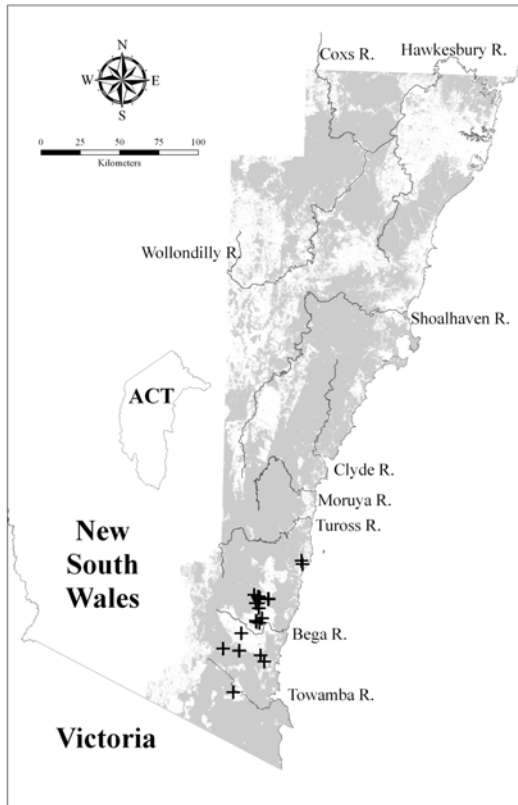 Coxs R.
Hawkesbury R.
N
W
E
S
0 25 50 75 100
Kilometers
Wollondilly R.
Shoalhaven R.
ACT
Clyde R.
Moruya R.
Tuross R.
New
South
Wales
Bega R.
Towamba R.
Victoria